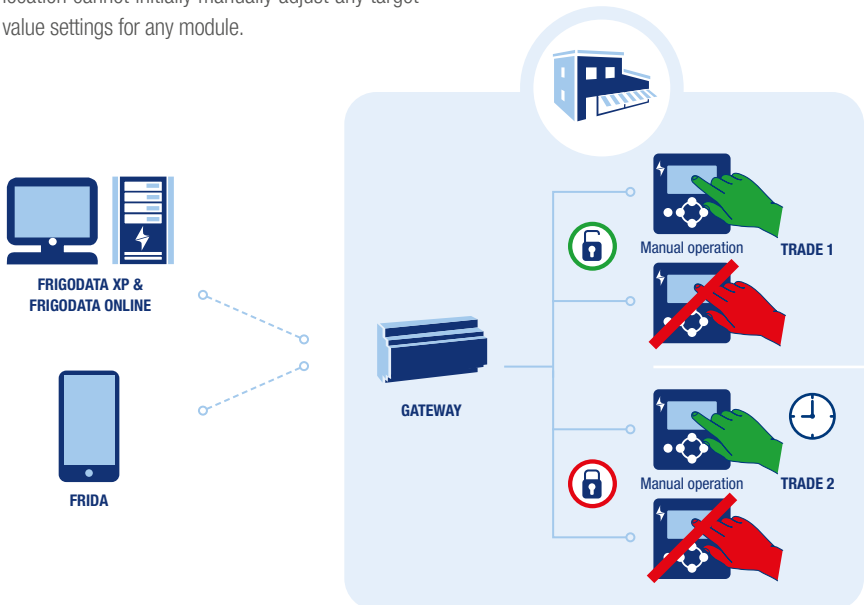 location cannot initially manually adjust any target
value settings for any module.
FRIGODATA XP &
FRIGODATA ONLINE
FRIDA
GATEWAY
Manual operation
TRADE 1
Manual operation
TRADE 2